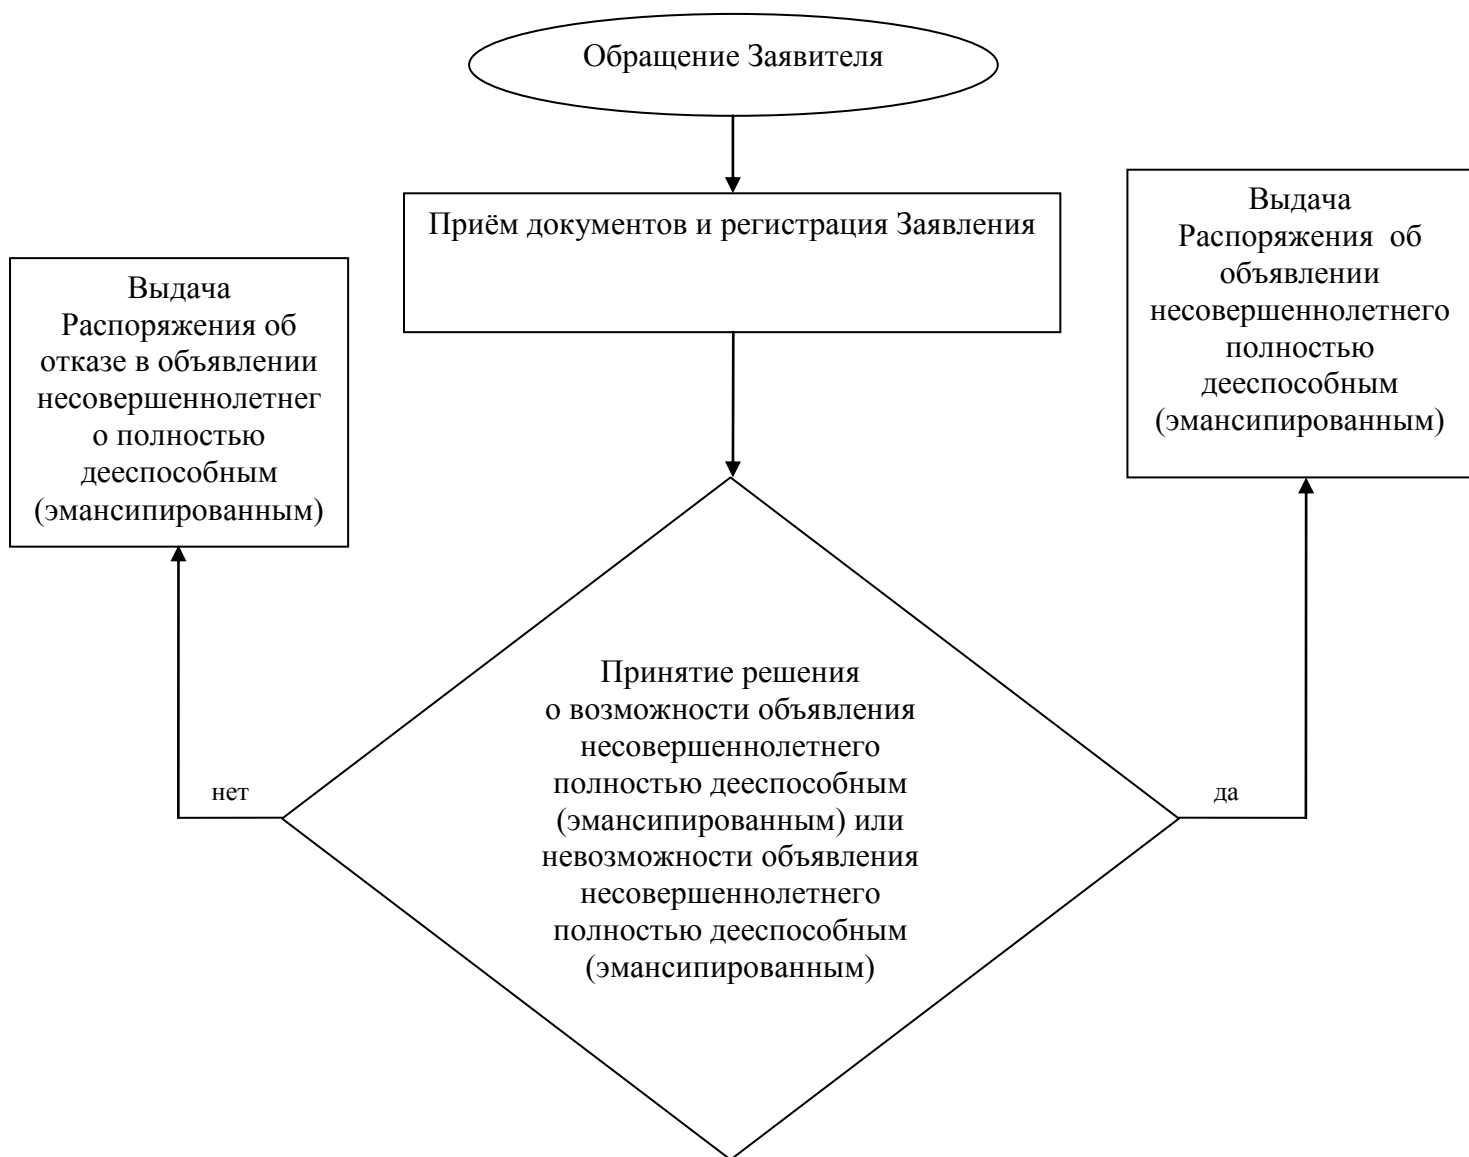 Обращение Заявителя
Приём документов и регистрация Заявления
Выдача
Распоряжения  об
объявлении
несовершеннолетнего
полностью
дееспособным
(эмансипированным)
Выдача
Распоряжения об
отказе в объявлении
несовершеннолетнег
о полностью
дееспособным
(эмансипированным)
Принятие решения
о возможности объявления
несовершеннолетнего
полностью дееспособным
(эмансипированным) или
невозможности объявления
несовершеннолетнего
полностью дееспособным
(эмансипированным)
нет
да